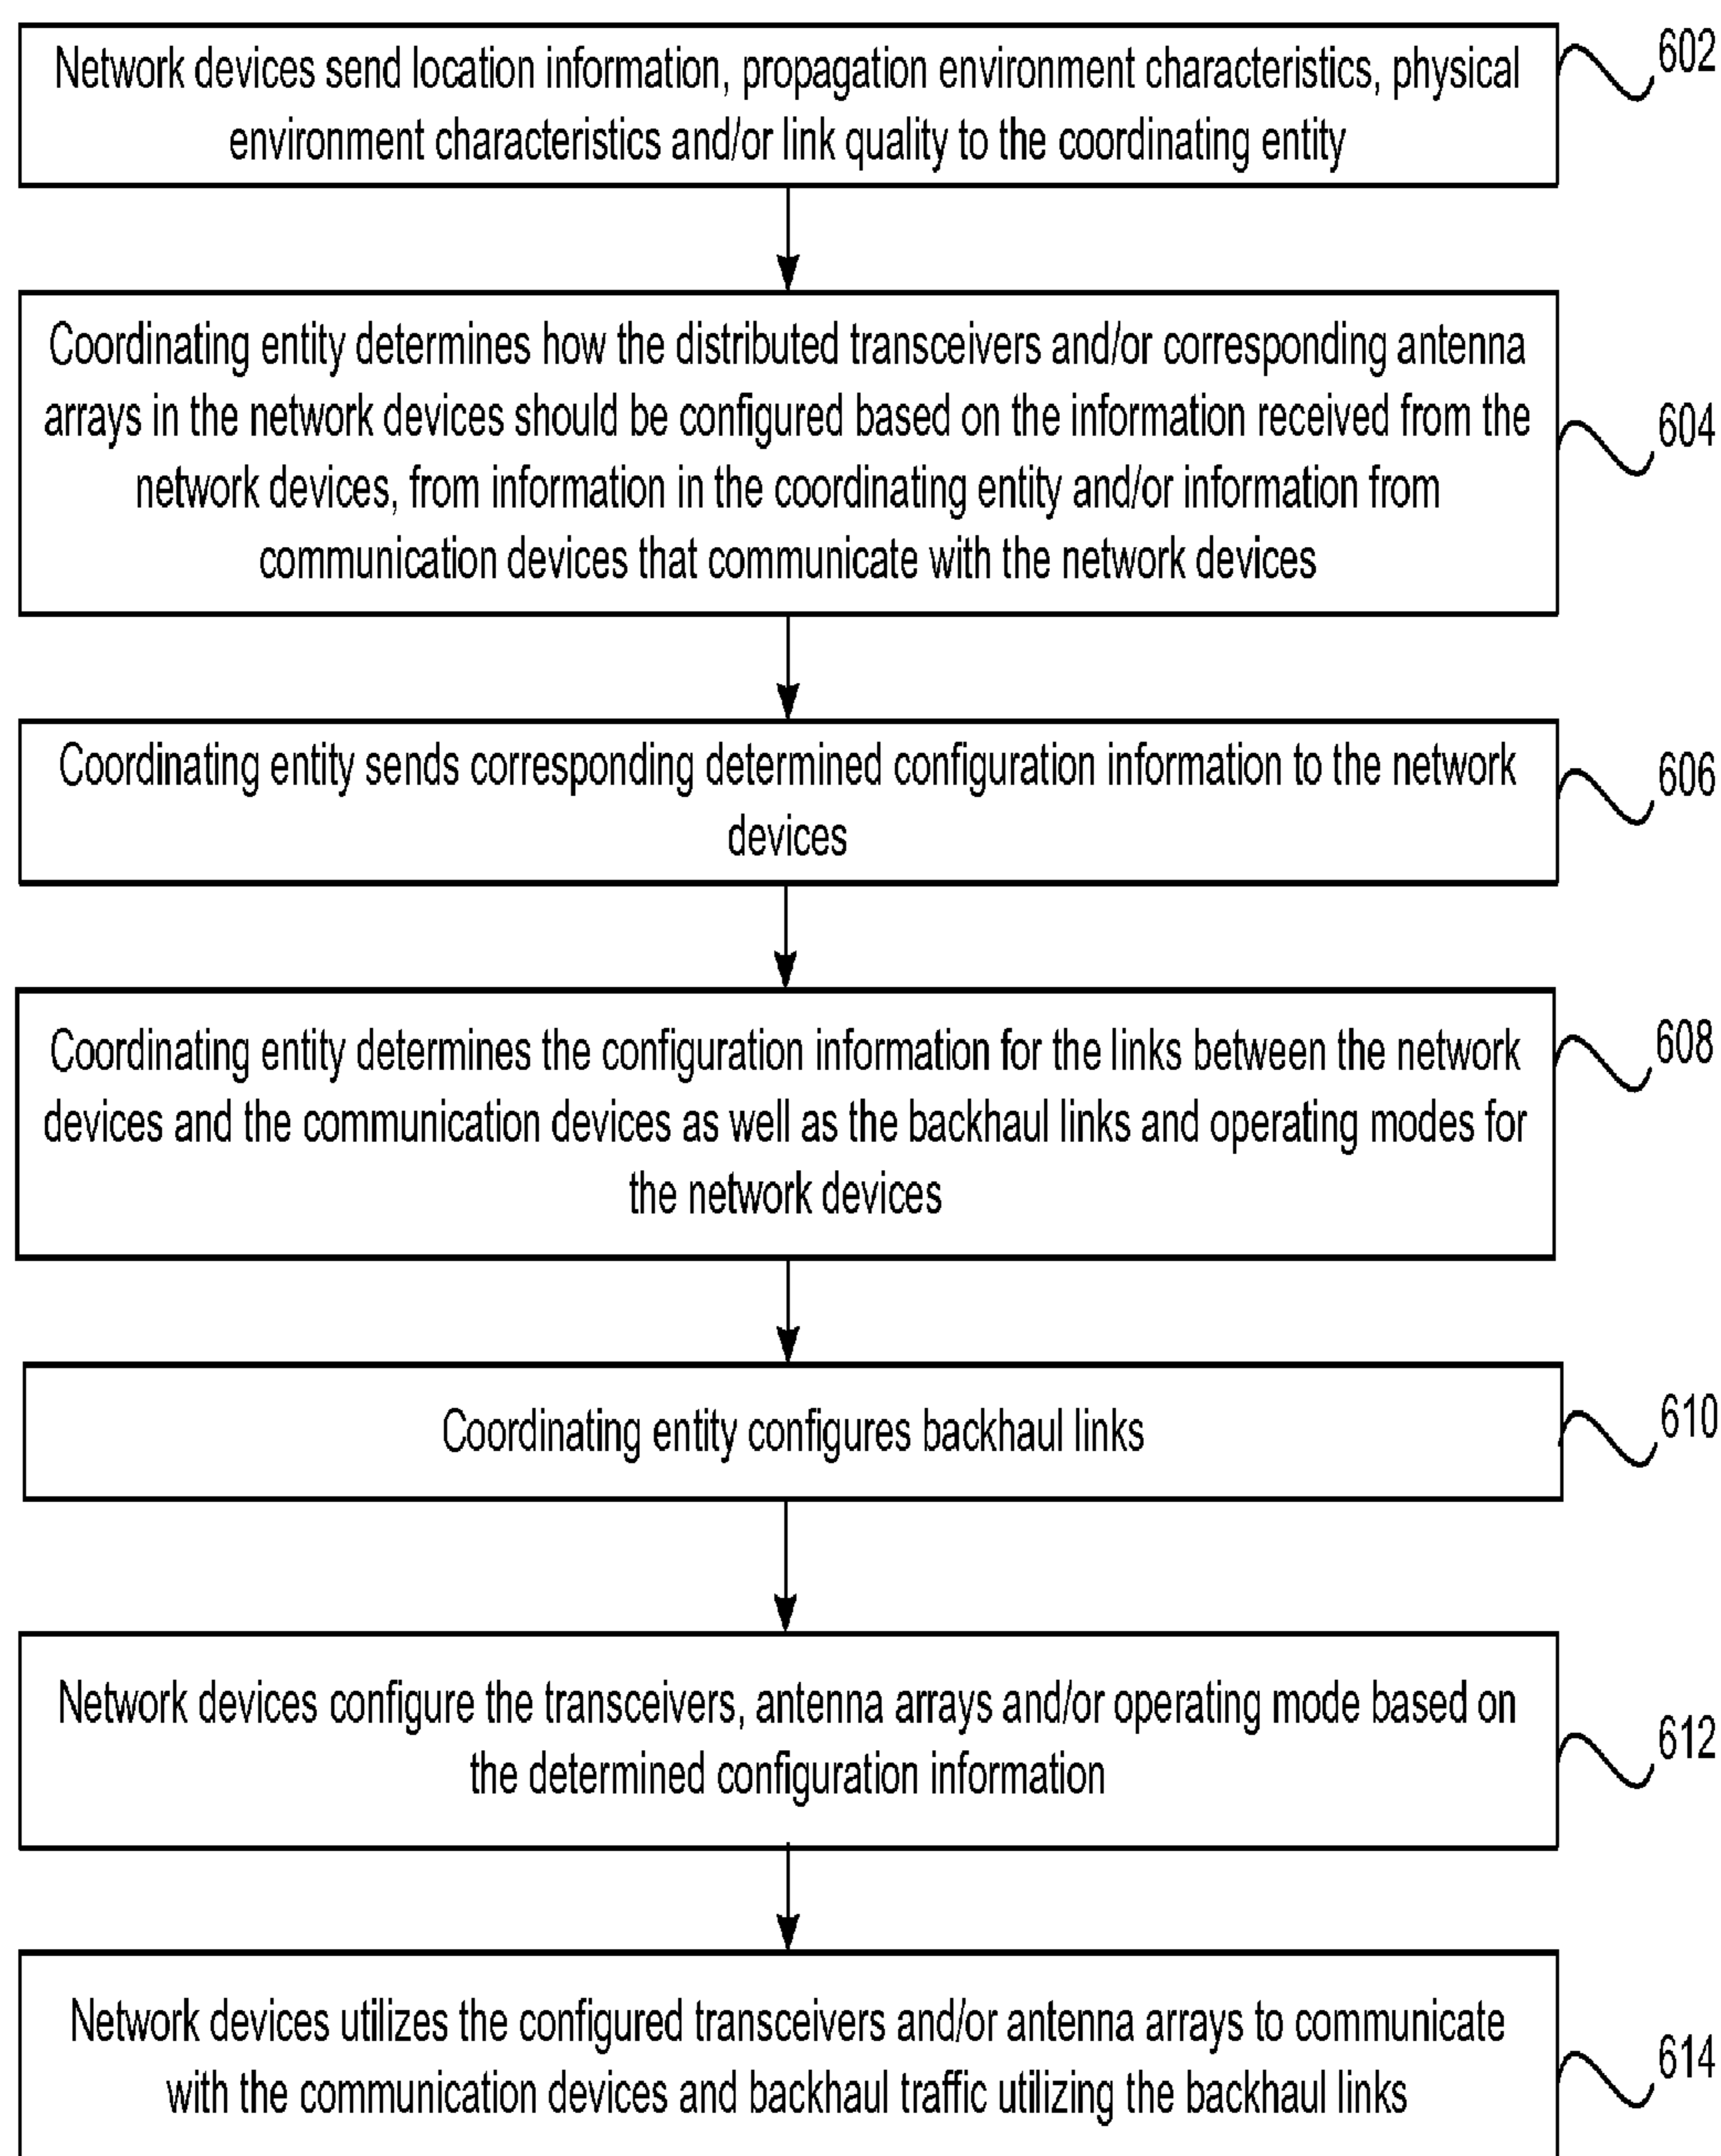 Network devices send location information, propagation environment characteristics, physical
environment characteristics and/or link quality to the coordinating entity
602
Coordinating entity determines how the distributed transceivers and/or corresponding antenna
arrays in the network devices should be configured based on the information received from the
network devices, from information in the coordinating entity and/or information from
communication devices that communicate with the network devices
604
Coordinating entity sends corresponding determined configuration information to the network
devices
606
Coordinating entity determines the configuration information for the links between the network
devices and the communication devices as well as the backhaul links and operating modes for
the network devices
608
Coordinating entity configures backhaul links
610
Network devices configure the transceivers, antenna arrays and/or operating mode based on
the determined configuration information
612
Network devices utilizes the configured transceivers and/or antenna arrays to communicate
with the communication devices and backhaul traffic utilizing the backhaul links
614